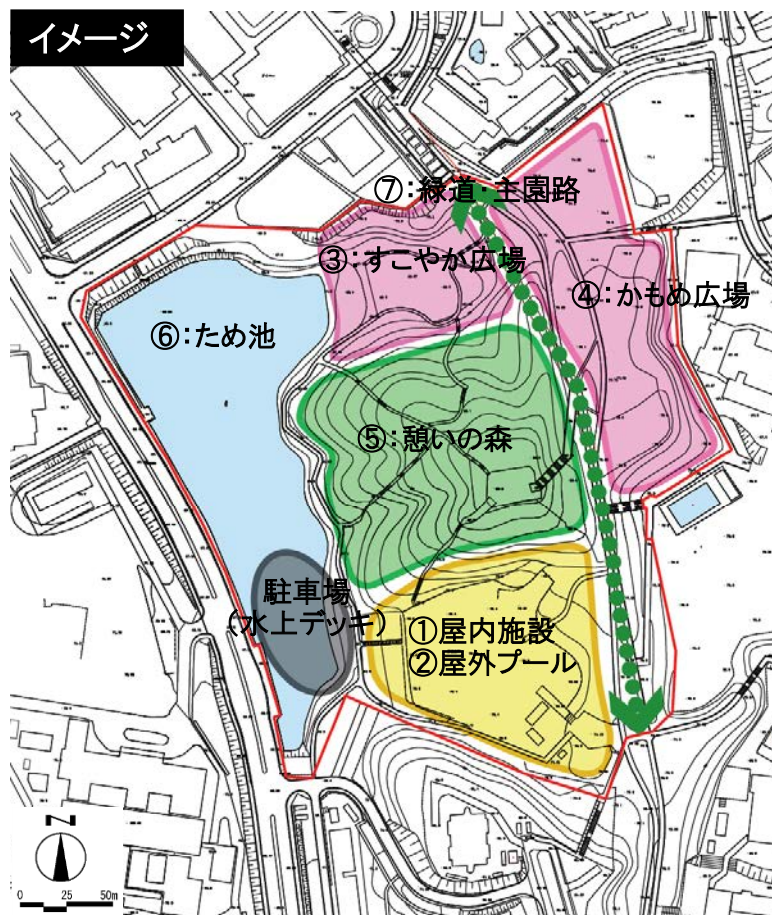 イメージ
⑦:緑道・主園路
③:すこやか広場
④:かもめ広場
⑥:ため池
⑤:憩いの森
駐車場
(水上デッキ)
①屋内施設
②屋外プール
N
0 25 50m